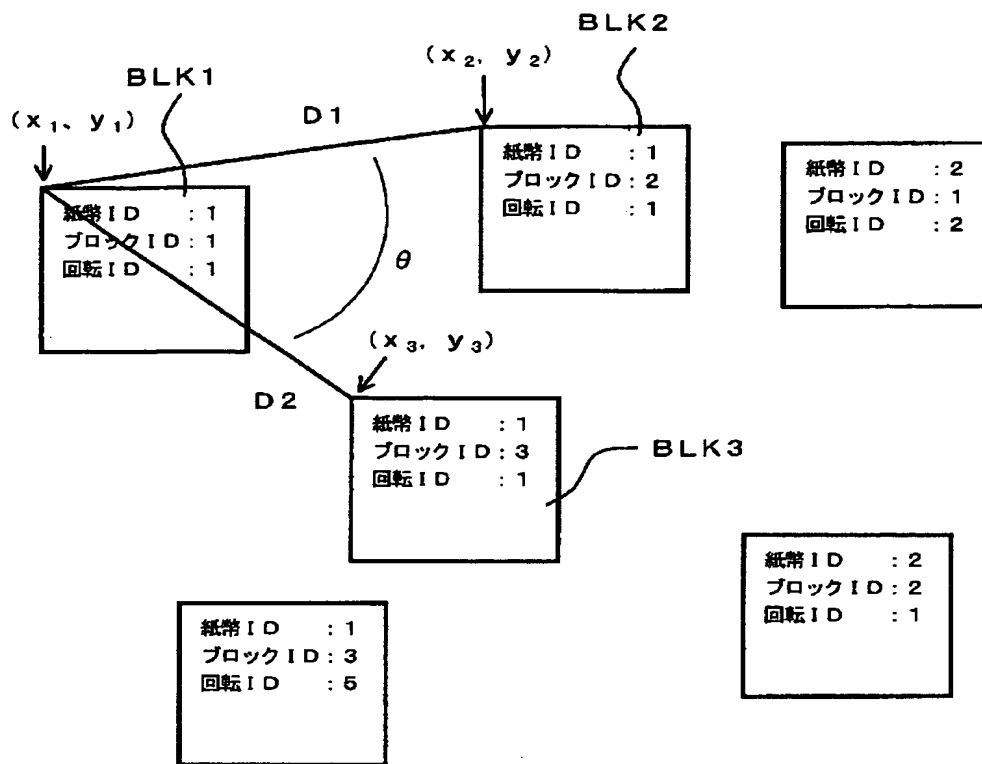 BLK2
(x₂, y₂)
BLK1
D1
(x₁、y₁)
紙幣ID :1
ブロックID:2
回転ID :1
紙幣ID :2
ブロックID:1
回転ID :2
紙幣ID :1
ブロックID:1
回転ID :1
θ
(x₃, y₃)
D2
紙幣ID :1
ブロックID:3
回転ID :1
BLK3
紙幣ID :2
ブロックID:2
回転ID :1
紙幣ID :1
ブロックID:3
回転ID :5